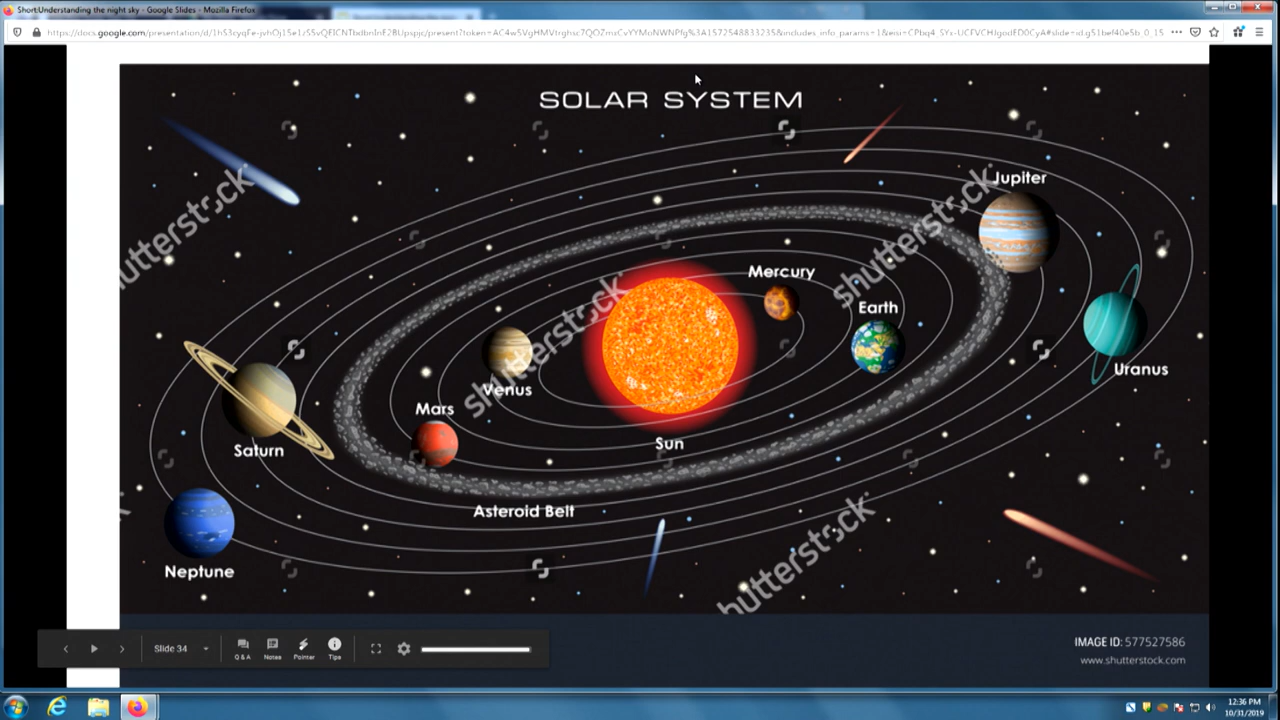 Short:Understanding the night sky - Google Slides - Mozilla Firefox
SOLAR SYSTEM
Jupiter
Mercury
Earth
Uranus
Venus
Mars
Sun
Saturn
Asteroid Belt
Neptune
shutterstock
shutterstock
shutterstock
shutterstock
Slide 34
Q & A
Notes
Pointer
Tips
IMAGE ID: 577527586
www.shutterstock.com
12:36 PM
10/31/2019